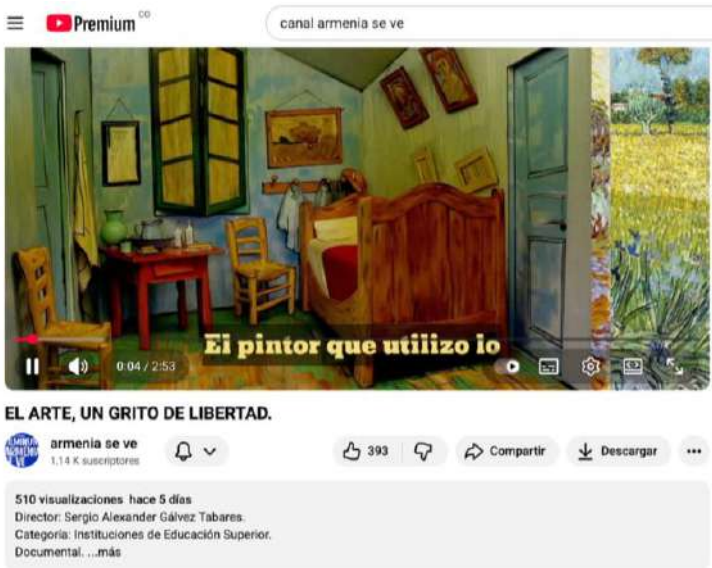 Premium CO
canal armenia se ve
El pintor que utilizo lo
0:04 / 2:53
EL ARTE, UN GRITO DE LIBERTAD.
armenia se ve
1,14 K suscriptores
393
Compartir
Descargar
510 visualizaciones hace 5 días
Director: Sergio Alexander Gálvez Tabares.
Categoría: Instituciones de Educación Superior.
Documental. ...más